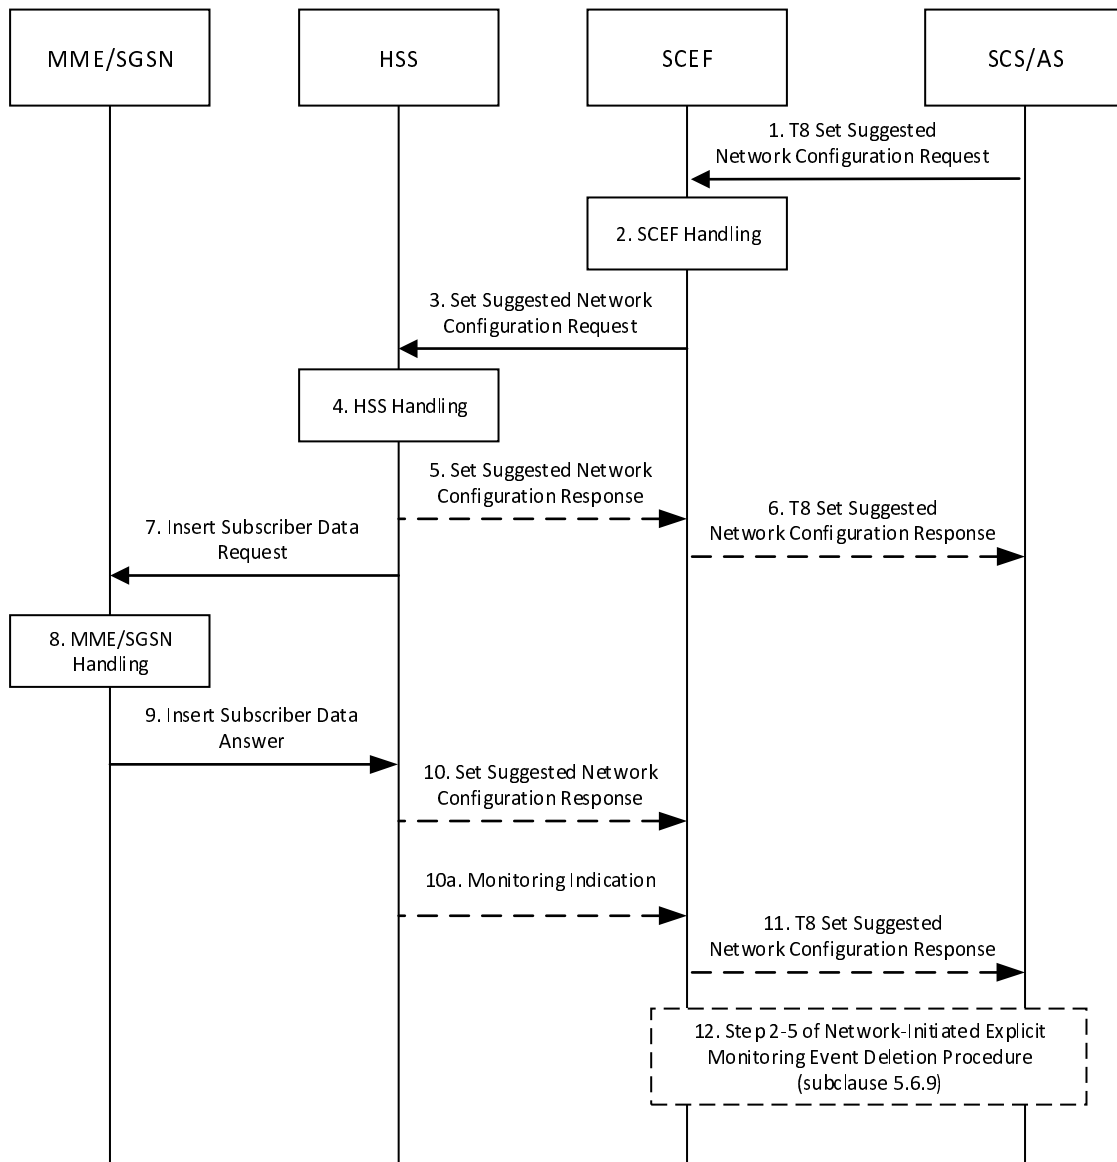 MME/SGSN
HSS
SCEF
SCS/AS
1. T8 Set Suggested
Network Configuration Request
2. SCEF Handling
3. Set Suggested Network
Configuration Request
4. HSS Handling
5. Set Suggested Network
Configuration Response
6. T8 Set Suggested
Network Configuration Response
7. Insert Subscriber Data
Request
8. MME/SGSN
Handling
9. Insert Subscriber Data
Answer
10. Set Suggested Network
Configuration Response
10a. Monitoring Indication
11. T8 Set Suggested
Network Configuration Response
12. Step 2-5 of Network-Initiated Explicit
Monitoring Event Deletion Procedure
(subclause 5.6.9)